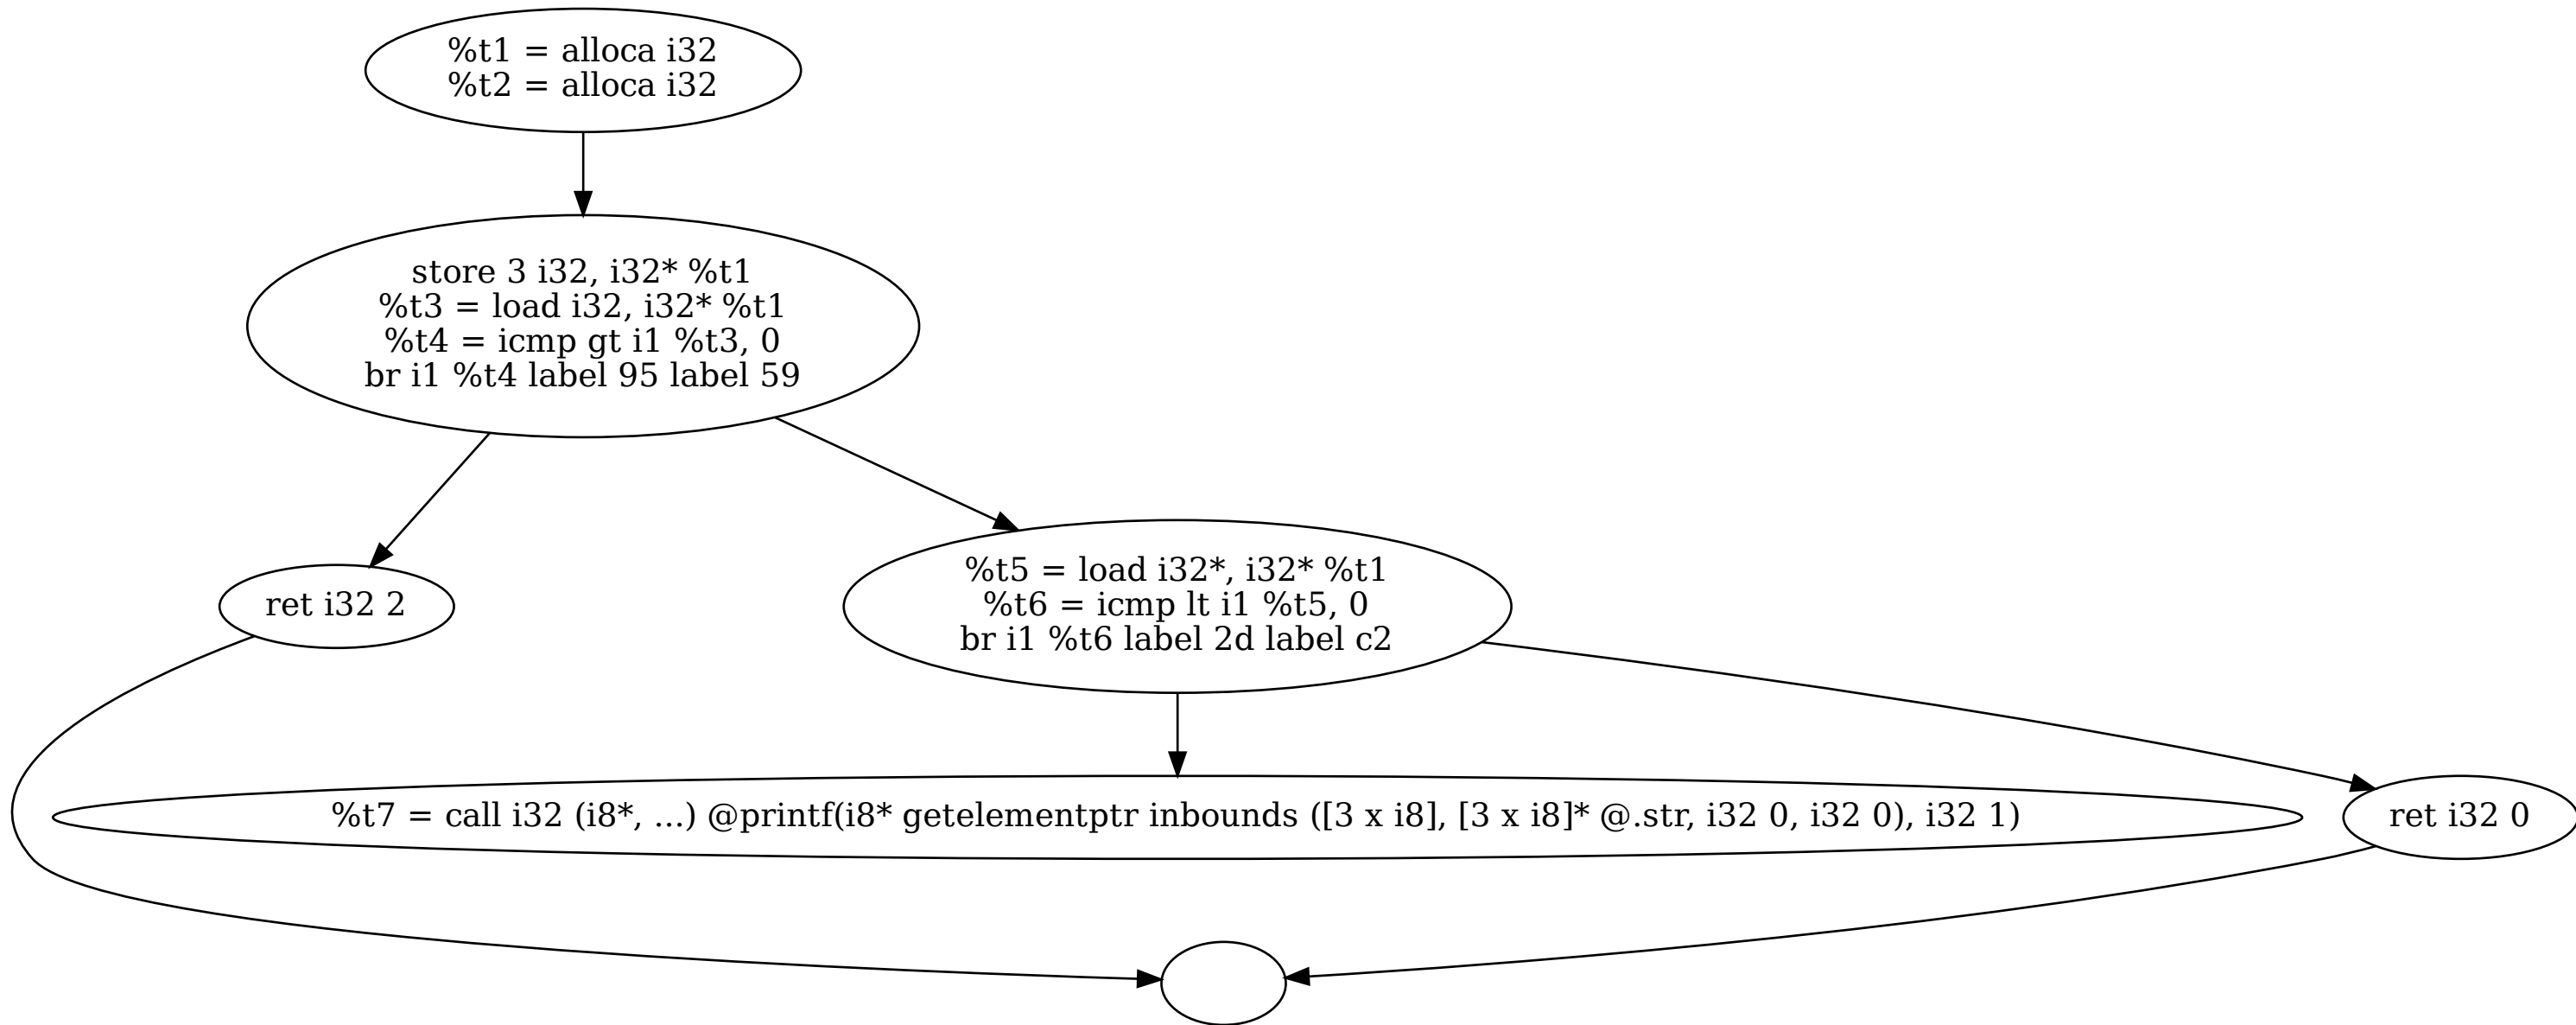 %t1 = alloca i32
%t2 = alloca i32
store 3 i32, i32* %t1
%t3 = load i32, i32* %t1
%t4 = icmp gt i1 %t3, 0
br i1 %t4 label 95 label 59
ret i32 2
%t5 = load i32*, i32* %t1
%t6 = icmp lt i1 %t5, 0
br i1 %t6 label 2d label c2
%t7 = call i32 (i8*, ...) @printf(i8* getelementptr inbounds ([3 x i8], [3 x i8]* @.str, i32 0, i32 0), i32 1)
ret i32 0